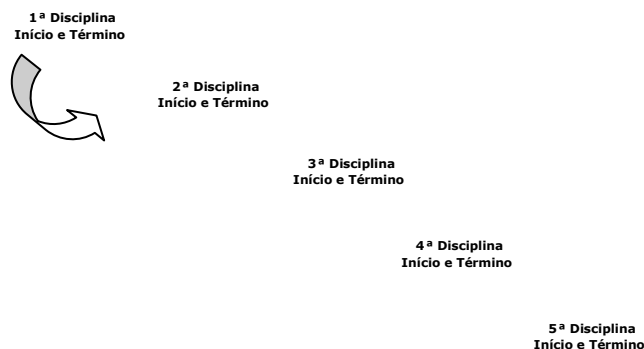 1ª Disciplina
Início e Término
2ª Disciplina
Início e Término
3ª Disciplina
Início e Término
4ª Disciplina
Início e Término
5ª Disciplina
Início e Término